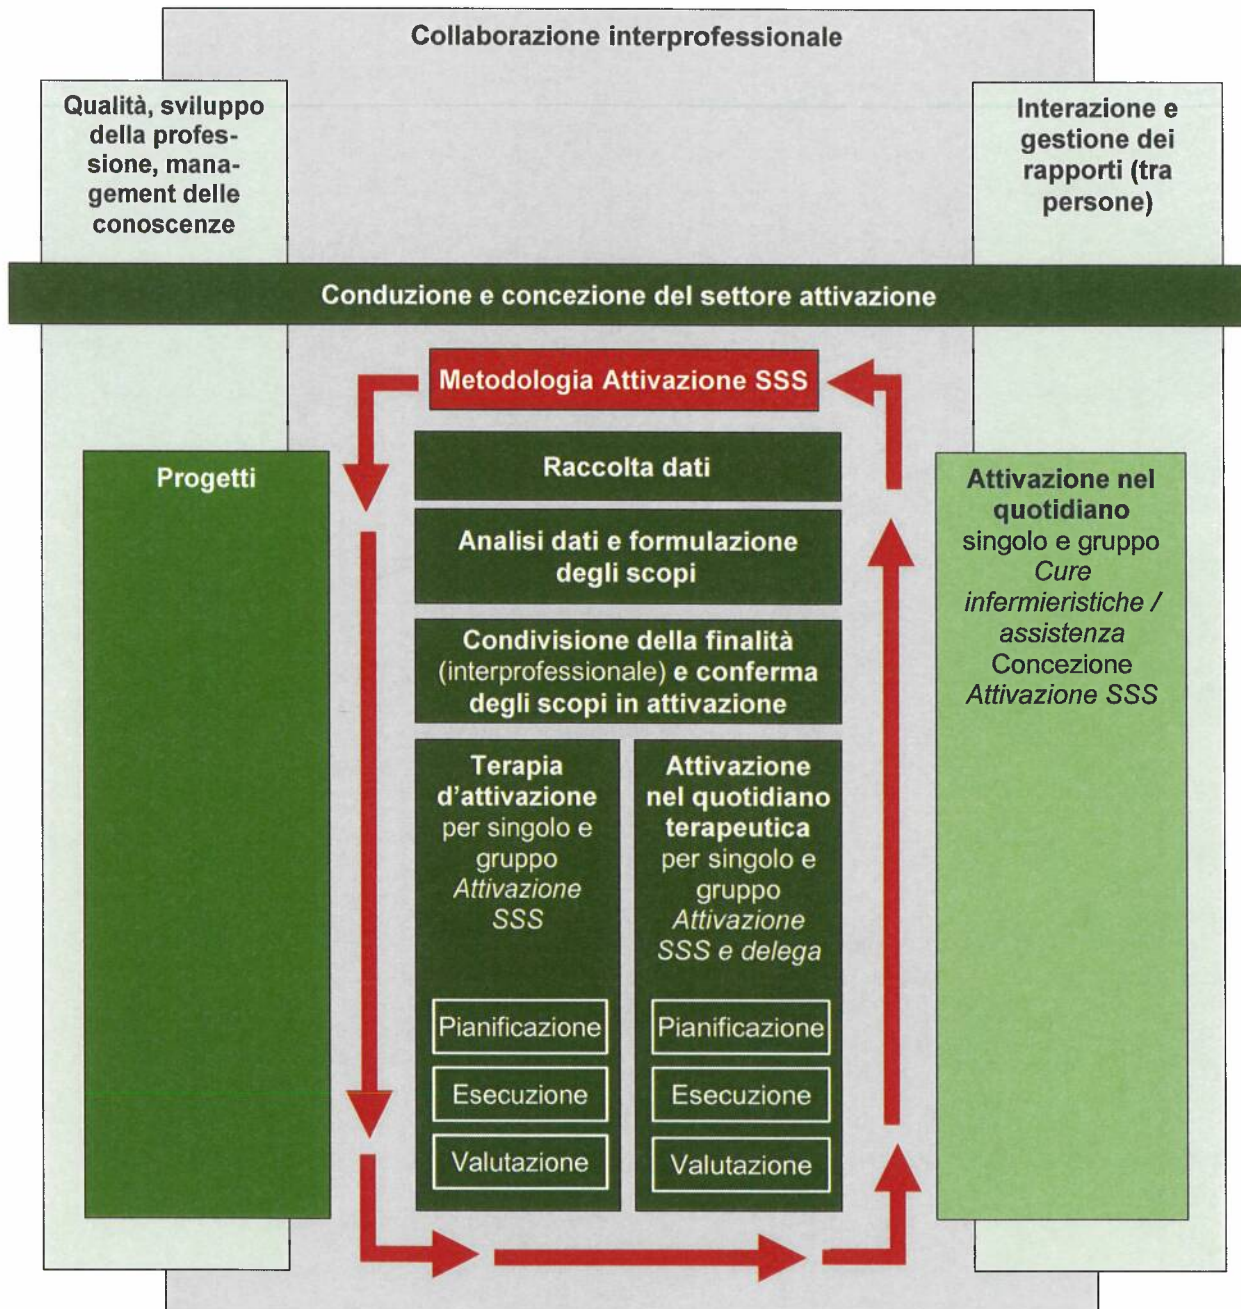 Collaborazione interprofessionale
Qualità, sviluppo
della profes-
sione, mana-
gement delle
conoscenze
Interazione e
gestione dei
rapporti (tra
persone)
Conduzione e concezione del settore attivazione
Metodologia Attivazione SSS
Progetti
Raccolta dati
Analisi dati e formulazione
degli scopi
Condivisione della finalità
(interprofessionale) e conferma
degli scopi in attivazione
Terapia
d'attivazione
per singolo e
gruppo
Attivazione
SSS
Pianificazione
Esecuzione
Valutazione
Attivazione
nel quotidiano
terapeutica
per singolo e
gruppo
Attivazione
SSS e delega
Pianificazione
Esecuzione
Valutazione
Attivazione nel
quotidiano
singolo e gruppo
Cure
infermieristiche /
assistenza
Concezione
Attivazione SSS